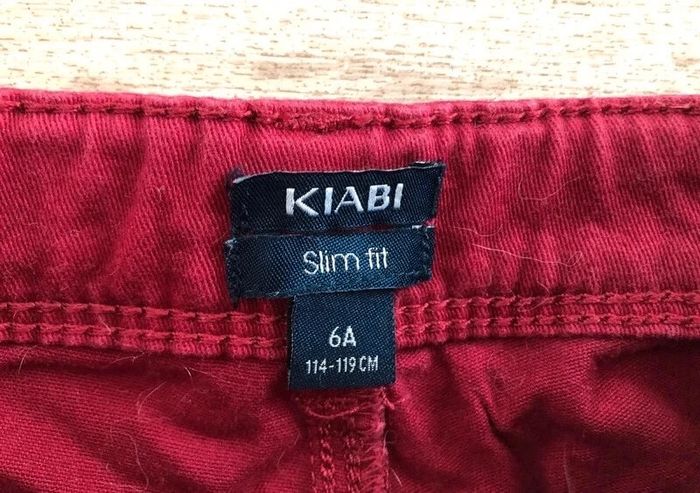 KIABI
Slim fit
6A
114-119 CM